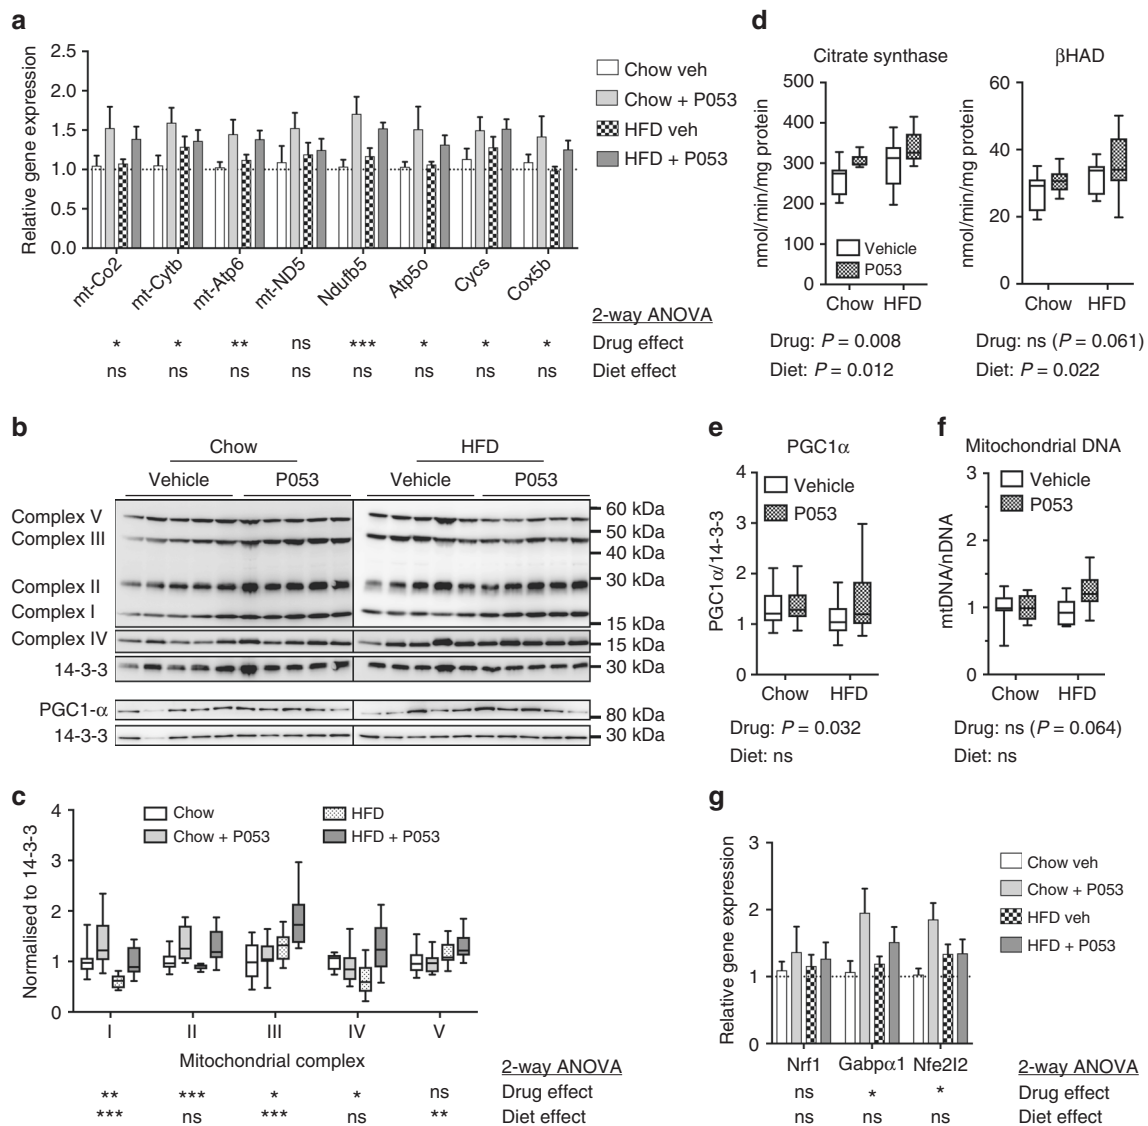 a
Relative gene expression
2.5
2.0
1.5
1.0
0.5
0.0
mt-Co2
mt-Cytb
mt-Atp6
mt-ND5
Ndufb5
Atp5o
Cycs
Cox5b
Chow veh
Chow + P053
HFD veh
HFD + P053
2-way ANOVA
* * ** ns *** * * * Drug effect
ns ns ns ns ns ns ns ns Diet effect
d
Citrate synthase
nmol/min/mg protein
500
400
300
200
100
0
Vehicle
P053
Chow HFD
Drug: P = 0.008
Diet: P = 0.012
βHAD
nmol/min/mg protein
60
40
20
0
Chow HFD
Drug: ns (P = 0.061)
Diet: P = 0.022
b
Chow HFD
Vehicle P053 Vehicle P053
Complex V
Complex III
Complex II
Complex I
Complex IV
14-3-3
PGC1-α
14-3-3
60 kDa
50 kDa
40 kDa
30 kDa
15 kDa
15 kDa
30 kDa
80 kDa
30 kDa
e
PGC1α
PGC1α/14-3-3
4
3
2
1
0
Vehicle
P053
Chow HFD
Drug: P = 0.032
Diet: ns
f
Mitochondrial DNA
mtDNA/nDNA
3
2
1
0
Vehicle
P053
Chow HFD
Drug: ns (P = 0.064)
Diet: ns
c
Normalised to 14-3-3
4
3
2
1
0
Chow
Chow + P053
HFD
HFD + P053
I II III IV V
Mitochondrial complex
2-way ANOVA
** *** * * ns Drug effect
*** ns *** ns ** Diet effect
g
Relative gene expression
3
2
1
0
Chow veh
Chow + P053
HFD veh
HFD + P053
Nrf1 Gabpα1 Nfe2l2
2-way ANOVA
ns * * Drug effect
ns ns ns Diet effect